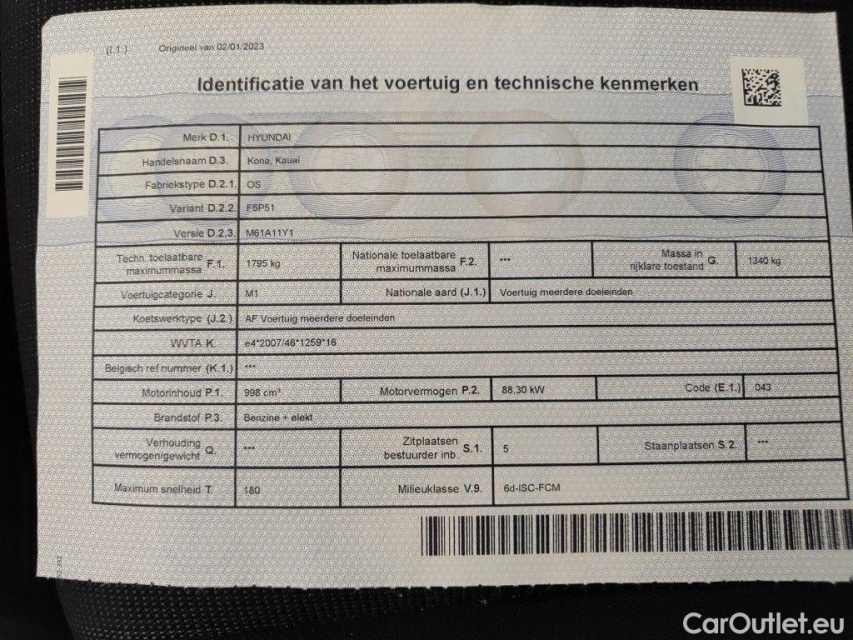 (I.1.) Origineel van 02/01/2023
Identificatie van het voertuig en technische kenmerken
Merk D.1. HYUNDAI
Handelsnaam D.3. Kona, Kauai
Fabriekstype D.2.1. OS
Variant D.2.2. F5P51
Versie D.2.3. M61A11Y1
Techn. toelaatbare maximummassa F.1. 1795 kg Nationale toelaatbare maximummassa F.2. *** Massa in rijklare toestand G. 1340 kg
Voertuigcategorie J. M1 Nationale aard (J.1.) Voertuig meerdere doeleinden
Koetswerktype (J.2.) AF Voertuig meerdere doeleinden
WVTA K. e4*2007/46*1259*16
Belgisch ref nummer (K.1.) ***
Motorinhoud P.1. 998 cm³ Motorvermogen P.2. 88,30 kW Code (E.1.) 043
Brandstof P.3. Benzine + elekt
Verhouding vermogen/gewicht Q. *** Zitplaatsen bestuurder inb. S.1. 5 Staanplaatsen S.2. ***
Maximum snelheid T. 180 Milieuklasse V.9. 6d-ISC-FCM
CarOutlet.eu